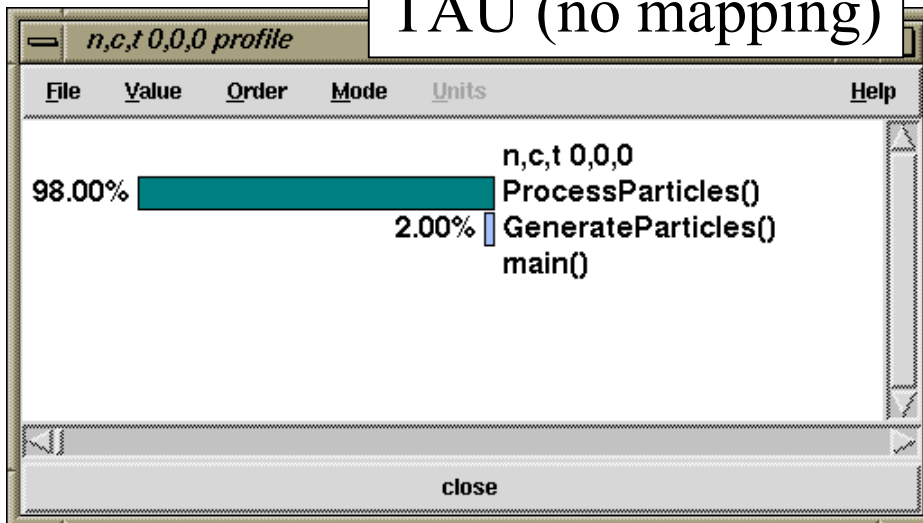 TAU (no mapping)
n,c,t 0,0,0 profile
File Value Order Mode Units Help
n,c,t 0,0,0
98.00% ProcessParticles()
2.00% GenerateParticles()
main()
close